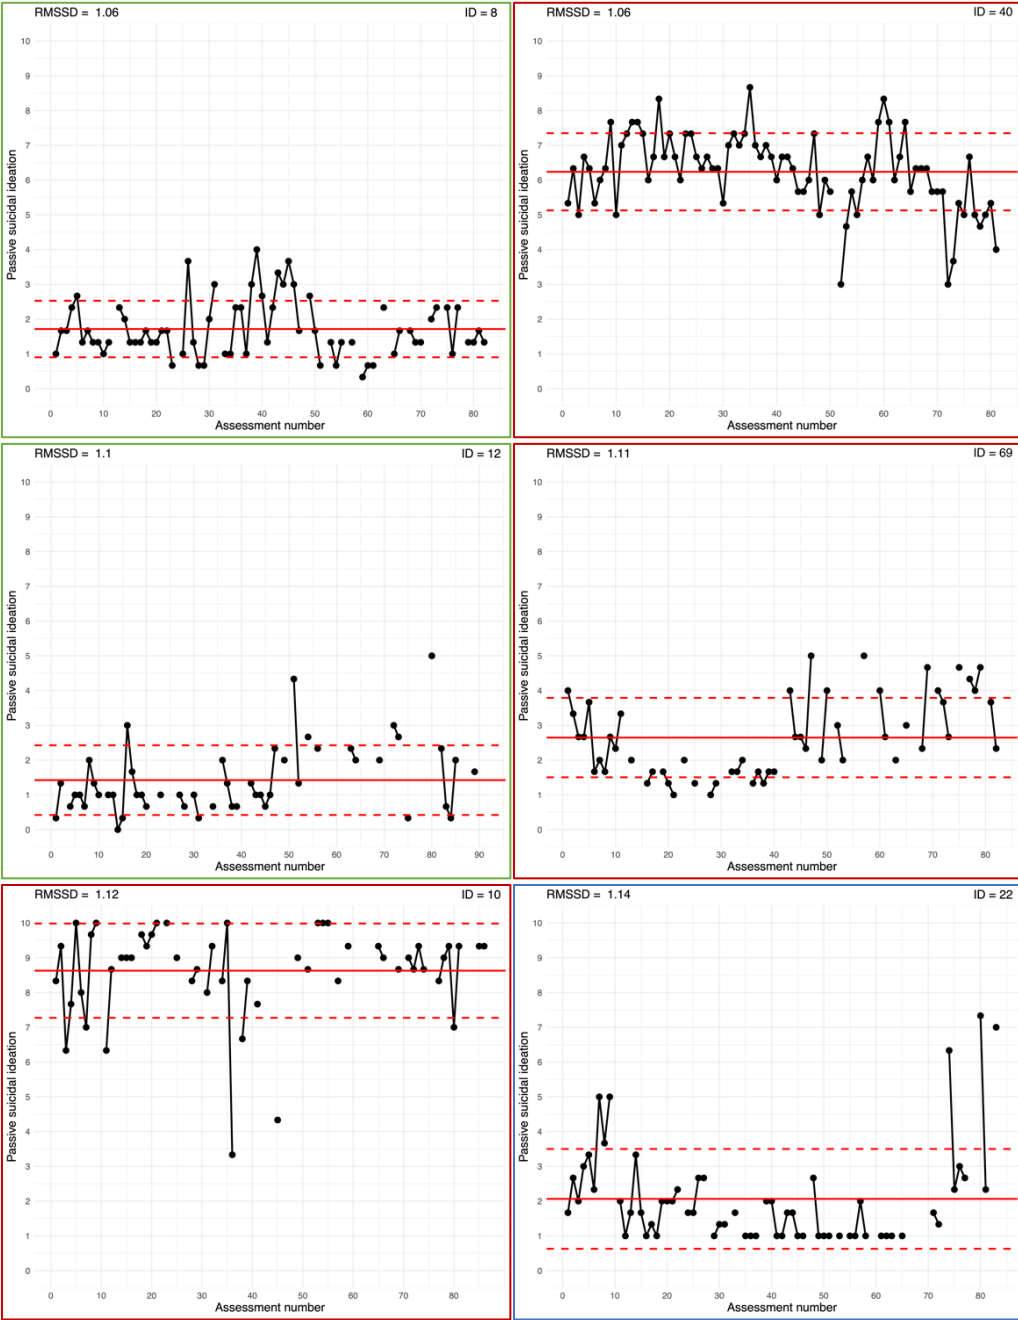 RMSSD = 1.06 ID = 8
Passive suicidal ideation
10
9
8
7
6
5
4
3
2
1
0
0 10 20 30 40 50 60 70 80
Assessment number
RMSSD = 1.06 ID = 40
Passive suicidal ideation
10
9
8
7
6
5
4
3
2
1
0
0 10 20 30 40 50 60 70 80
Assessment number
RMSSD = 1.1 ID = 12
Passive suicidal ideation
10
9
8
7
6
5
4
3
2
1
0
0 10 20 30 40 50 60 70 80 90
Assessment number
RMSSD = 1.11 ID = 69
Passive suicidal ideation
10
9
8
7
6
5
4
3
2
1
0
0 10 20 30 40 50 60 70 80
Assessment number
RMSSD = 1.12 ID = 10
Passive suicidal ideation
10
9
8
7
6
5
4
3
2
1
0
0 10 20 30 40 50 60 70 80
Assessment number
RMSSD = 1.14 ID = 22
Passive suicidal ideation
10
9
8
7
6
5
4
3
2
1
0
0 10 20 30 40 50 60 70 80
Assessment number